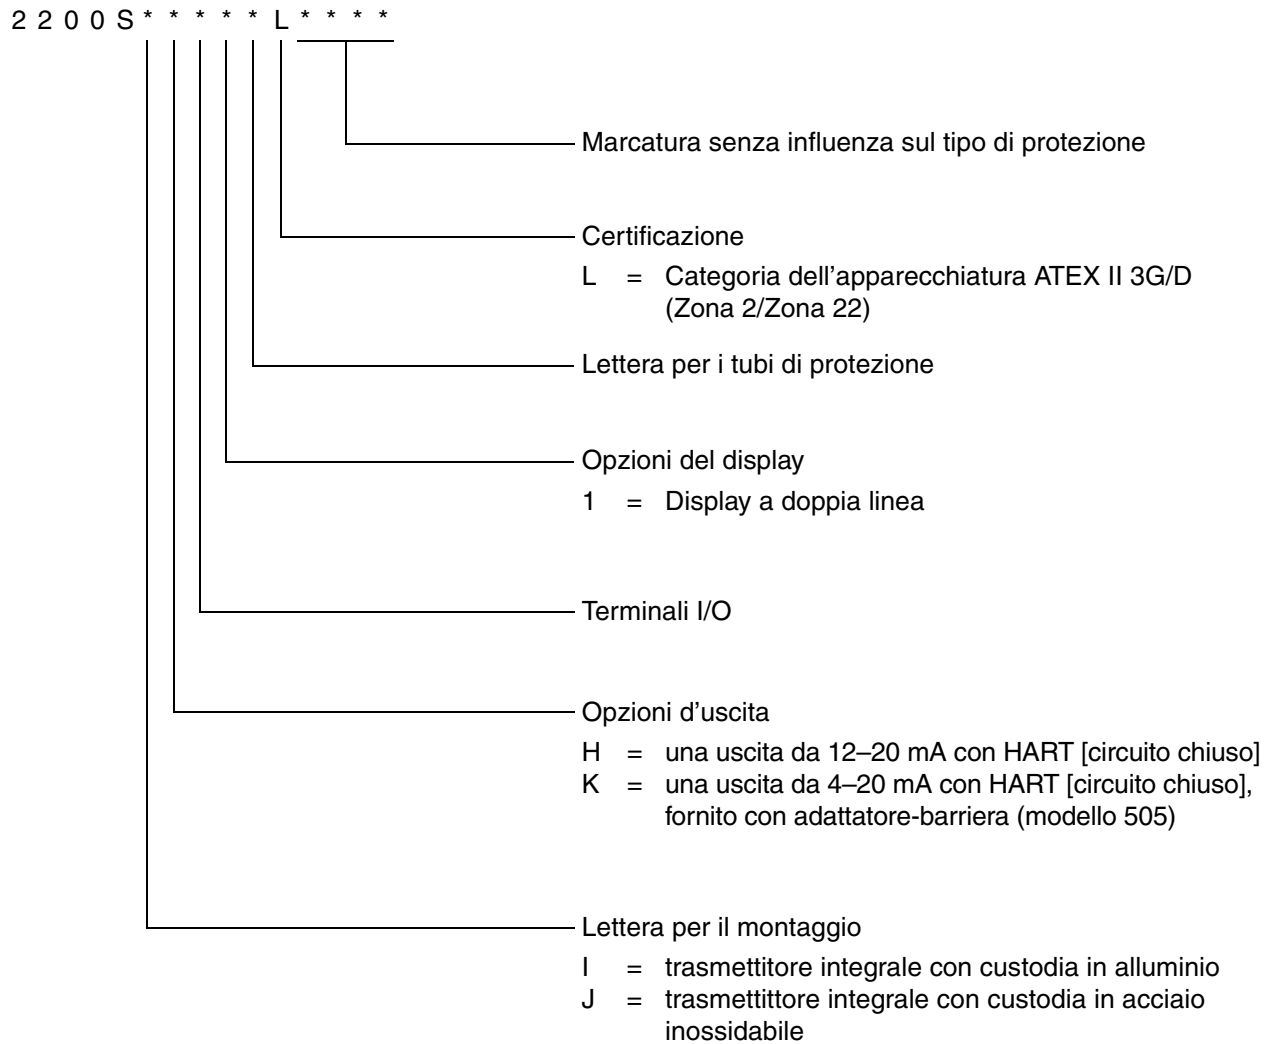 2 2 0 0 S * * * * * L * * * *
Marcatura senza influenza sul tipo di protezione
Certificazione
L = Categoria dell'apparecchiatura ATEX II 3G/D
(Zona 2/Zona 22)
Lettera per i tubi di protezione
Opzioni del display
1 = Display a doppia linea
Terminali I/O
Opzioni d'uscita
H = una uscita da 12–20 mA con HART [circuito chiuso]
K = una uscita da 4–20 mA con HART [circuito chiuso],
fornito con adattatore-barriera (modello 505)
Lettera per il montaggio
I = trasmettitore integrale con custodia in alluminio
J = trasmettittore integrale con custodia in acciaio
inossidabile